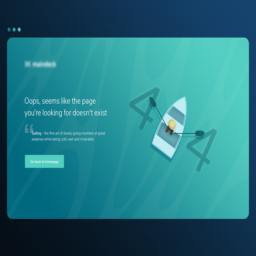 Oops, seems like the page
you're looking for doesn't exist
4 4
Sailing - the fine art of slowly going nowhere at great
expense while being cold, wet and miserable.
Go back to homepage